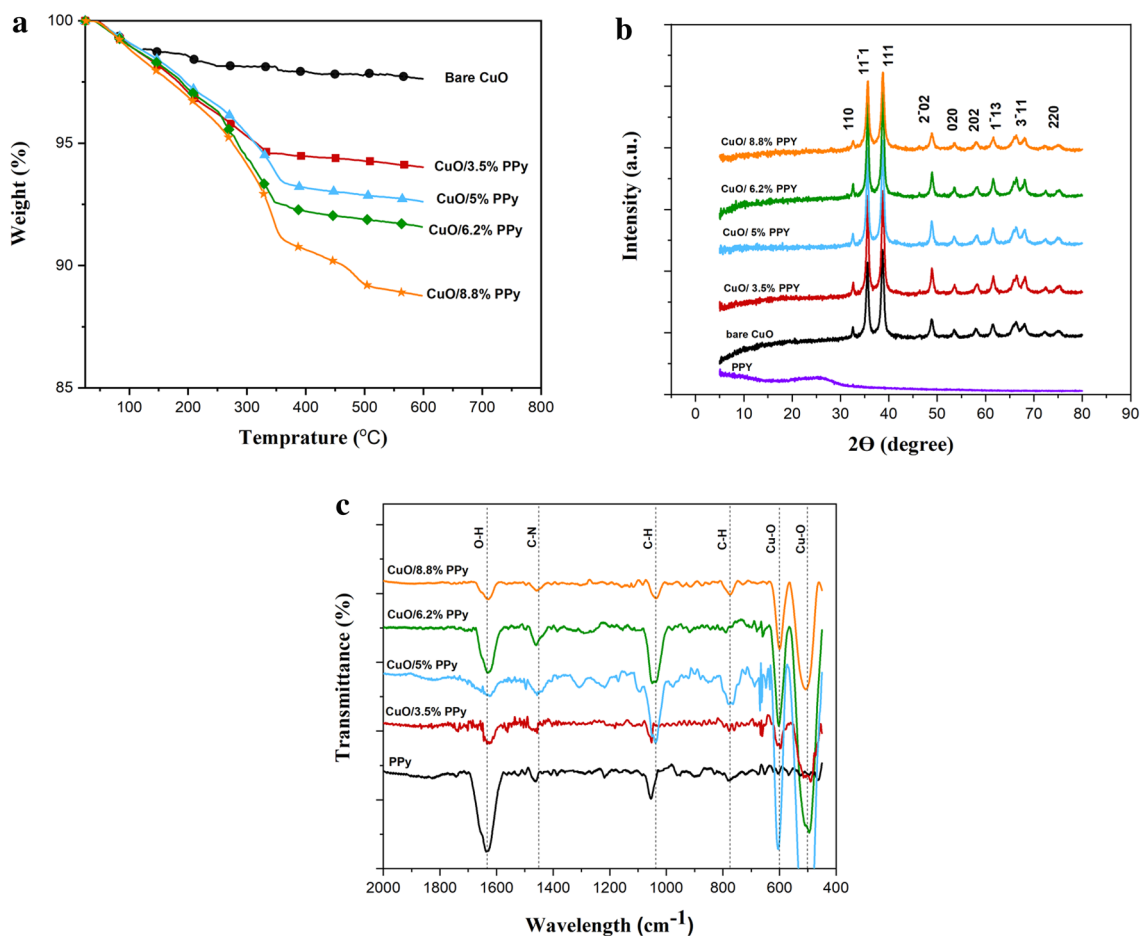 a
100
95
90
85
Weight (%)
Bare CuO
CuO/3.5% PPy
CuO/5% PPy
CuO/6.2% PPy
CuO/8.8% PPy
100 200 300 400 500 600 700 800
Temprature (°C)
b
110
11¯1
111
2¯02
020
202
1¯13
3¯11
220
Intensity (a.u.)
CuO/ 8.8% PPY
CuO/ 6.2% PPY
CuO/ 5% PPY
CuO/ 3.5% PPY
bare CuO
PPY
0 10 20 30 40 50 60 70 80 90
2Θ (degree)
c
O-H
C-N
C-H
C-H
Cu-O
Cu-O
Transmittance (%)
CuO/8.8% PPy
CuO/6.2% PPy
CuO/5% PPy
CuO/3.5% PPy
PPy
2000 1800 1600 1400 1200 1000 800 600 400
Wavelength (cm⁻¹)